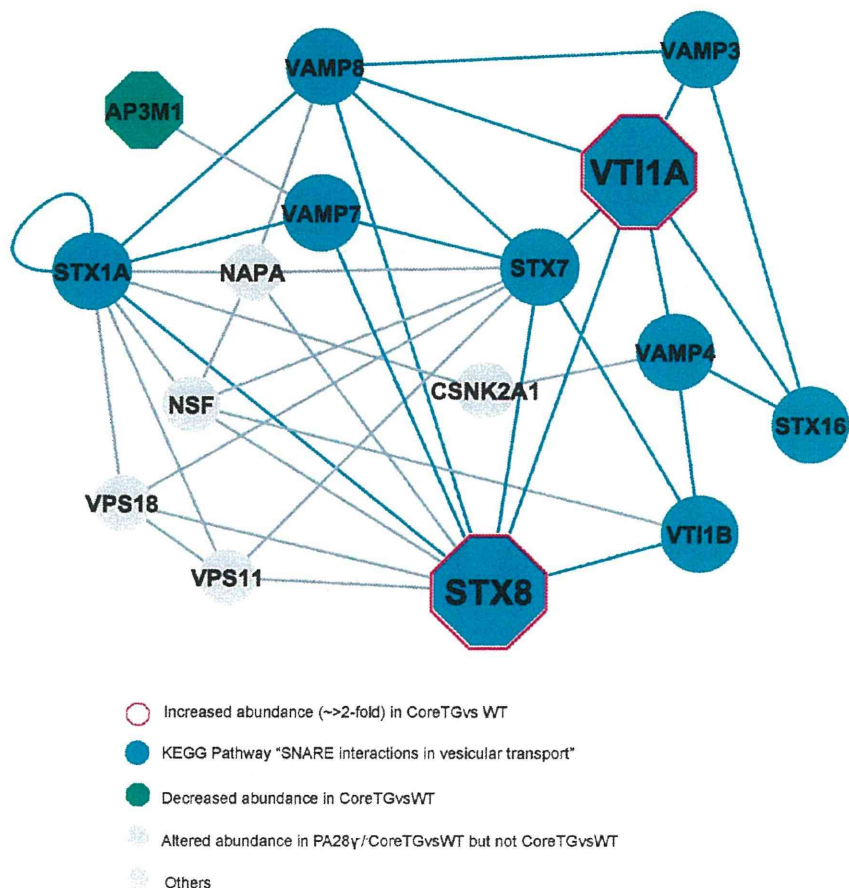 VAMP8
VAMP3
AP3M1
VTI1A
VAMP7
STX1A
NAPA
STX7
VAMP4
NSF
CSNK2A1
STX16
VPS18
VTI1B
VPS11
STX8
Increased abundance (~>2-fold) in CoreTGvs WT
KEGG Pathway "SNARE interactions in vesicular transport"
Decreased abundance in CoreTGvsWT
Altered abundance in PA28γ/-CoreTGvsWT but not CoreTGvsWT
Others